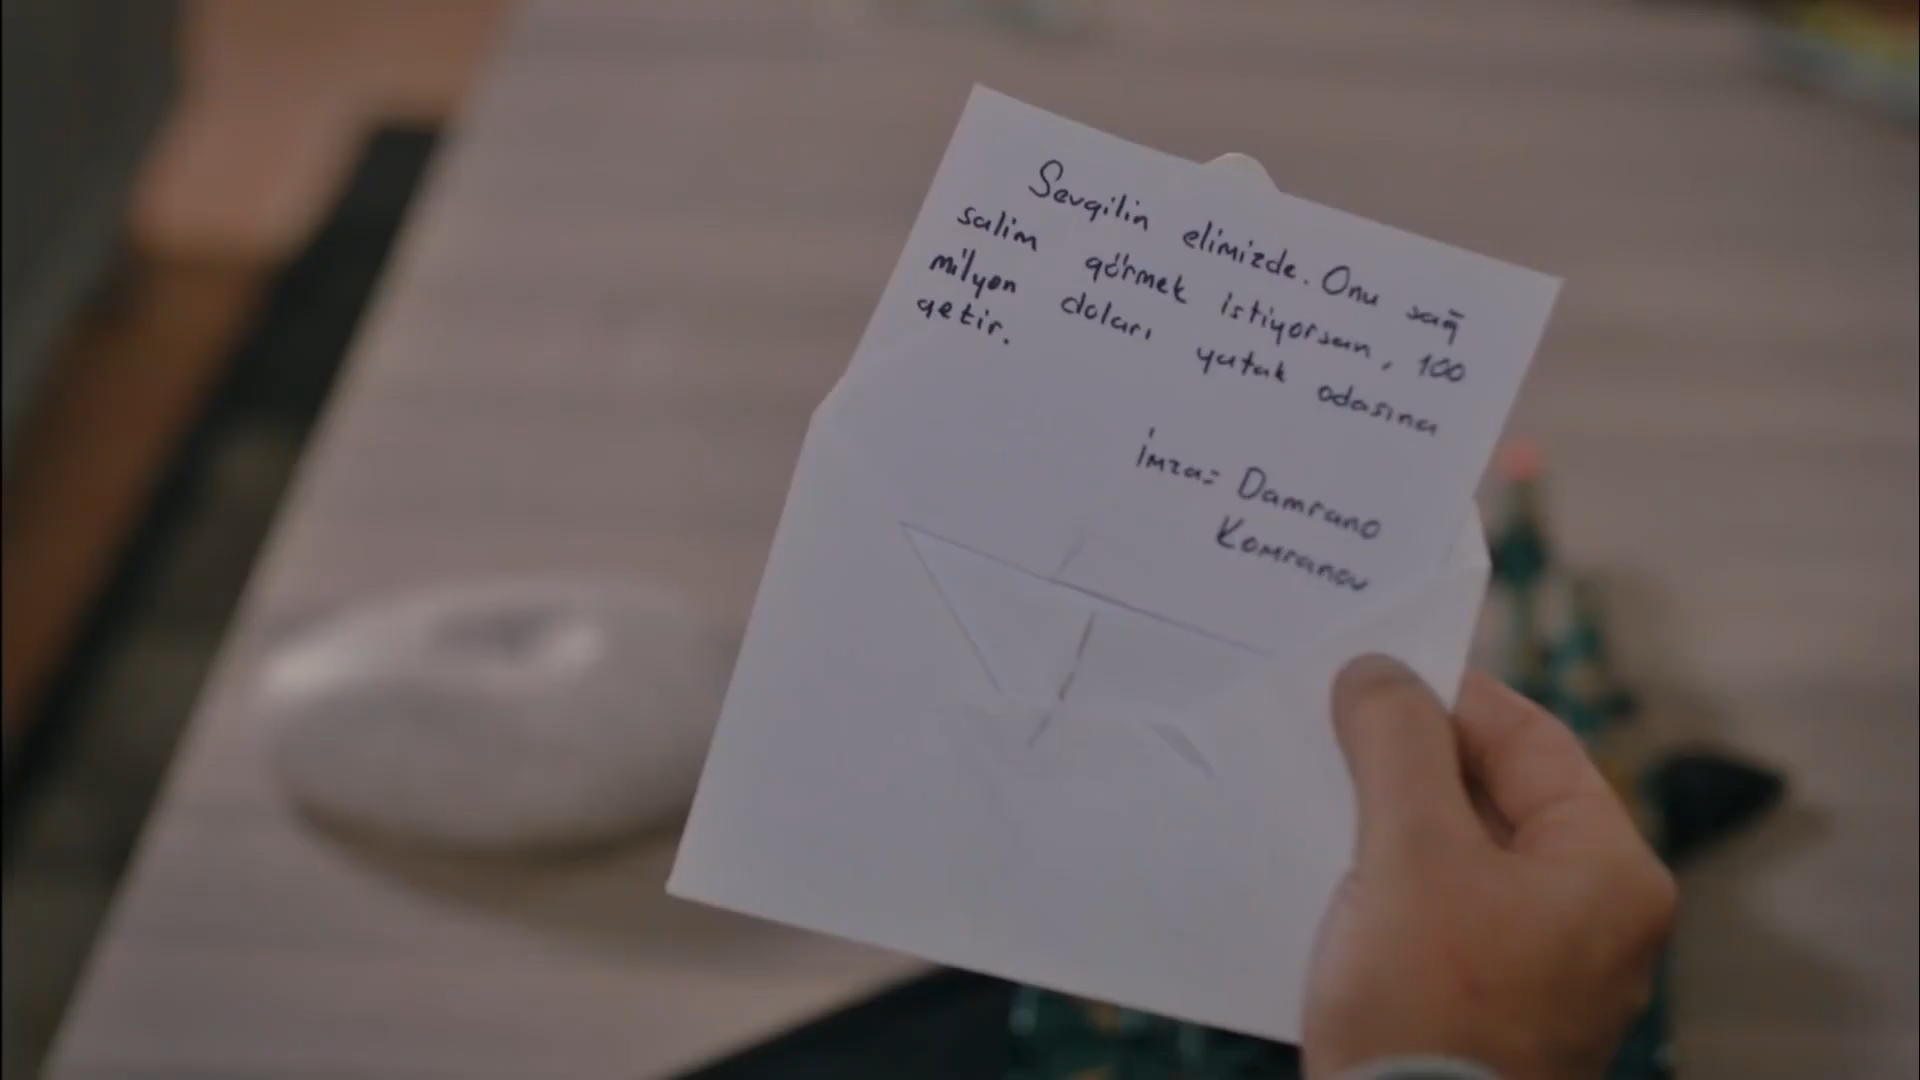 Sevgilin elimizde. Onu sağ
salim görmek istiyorsan, 100
milyon doları yatak odasına
getir.
İmza: Damrano
Komranov